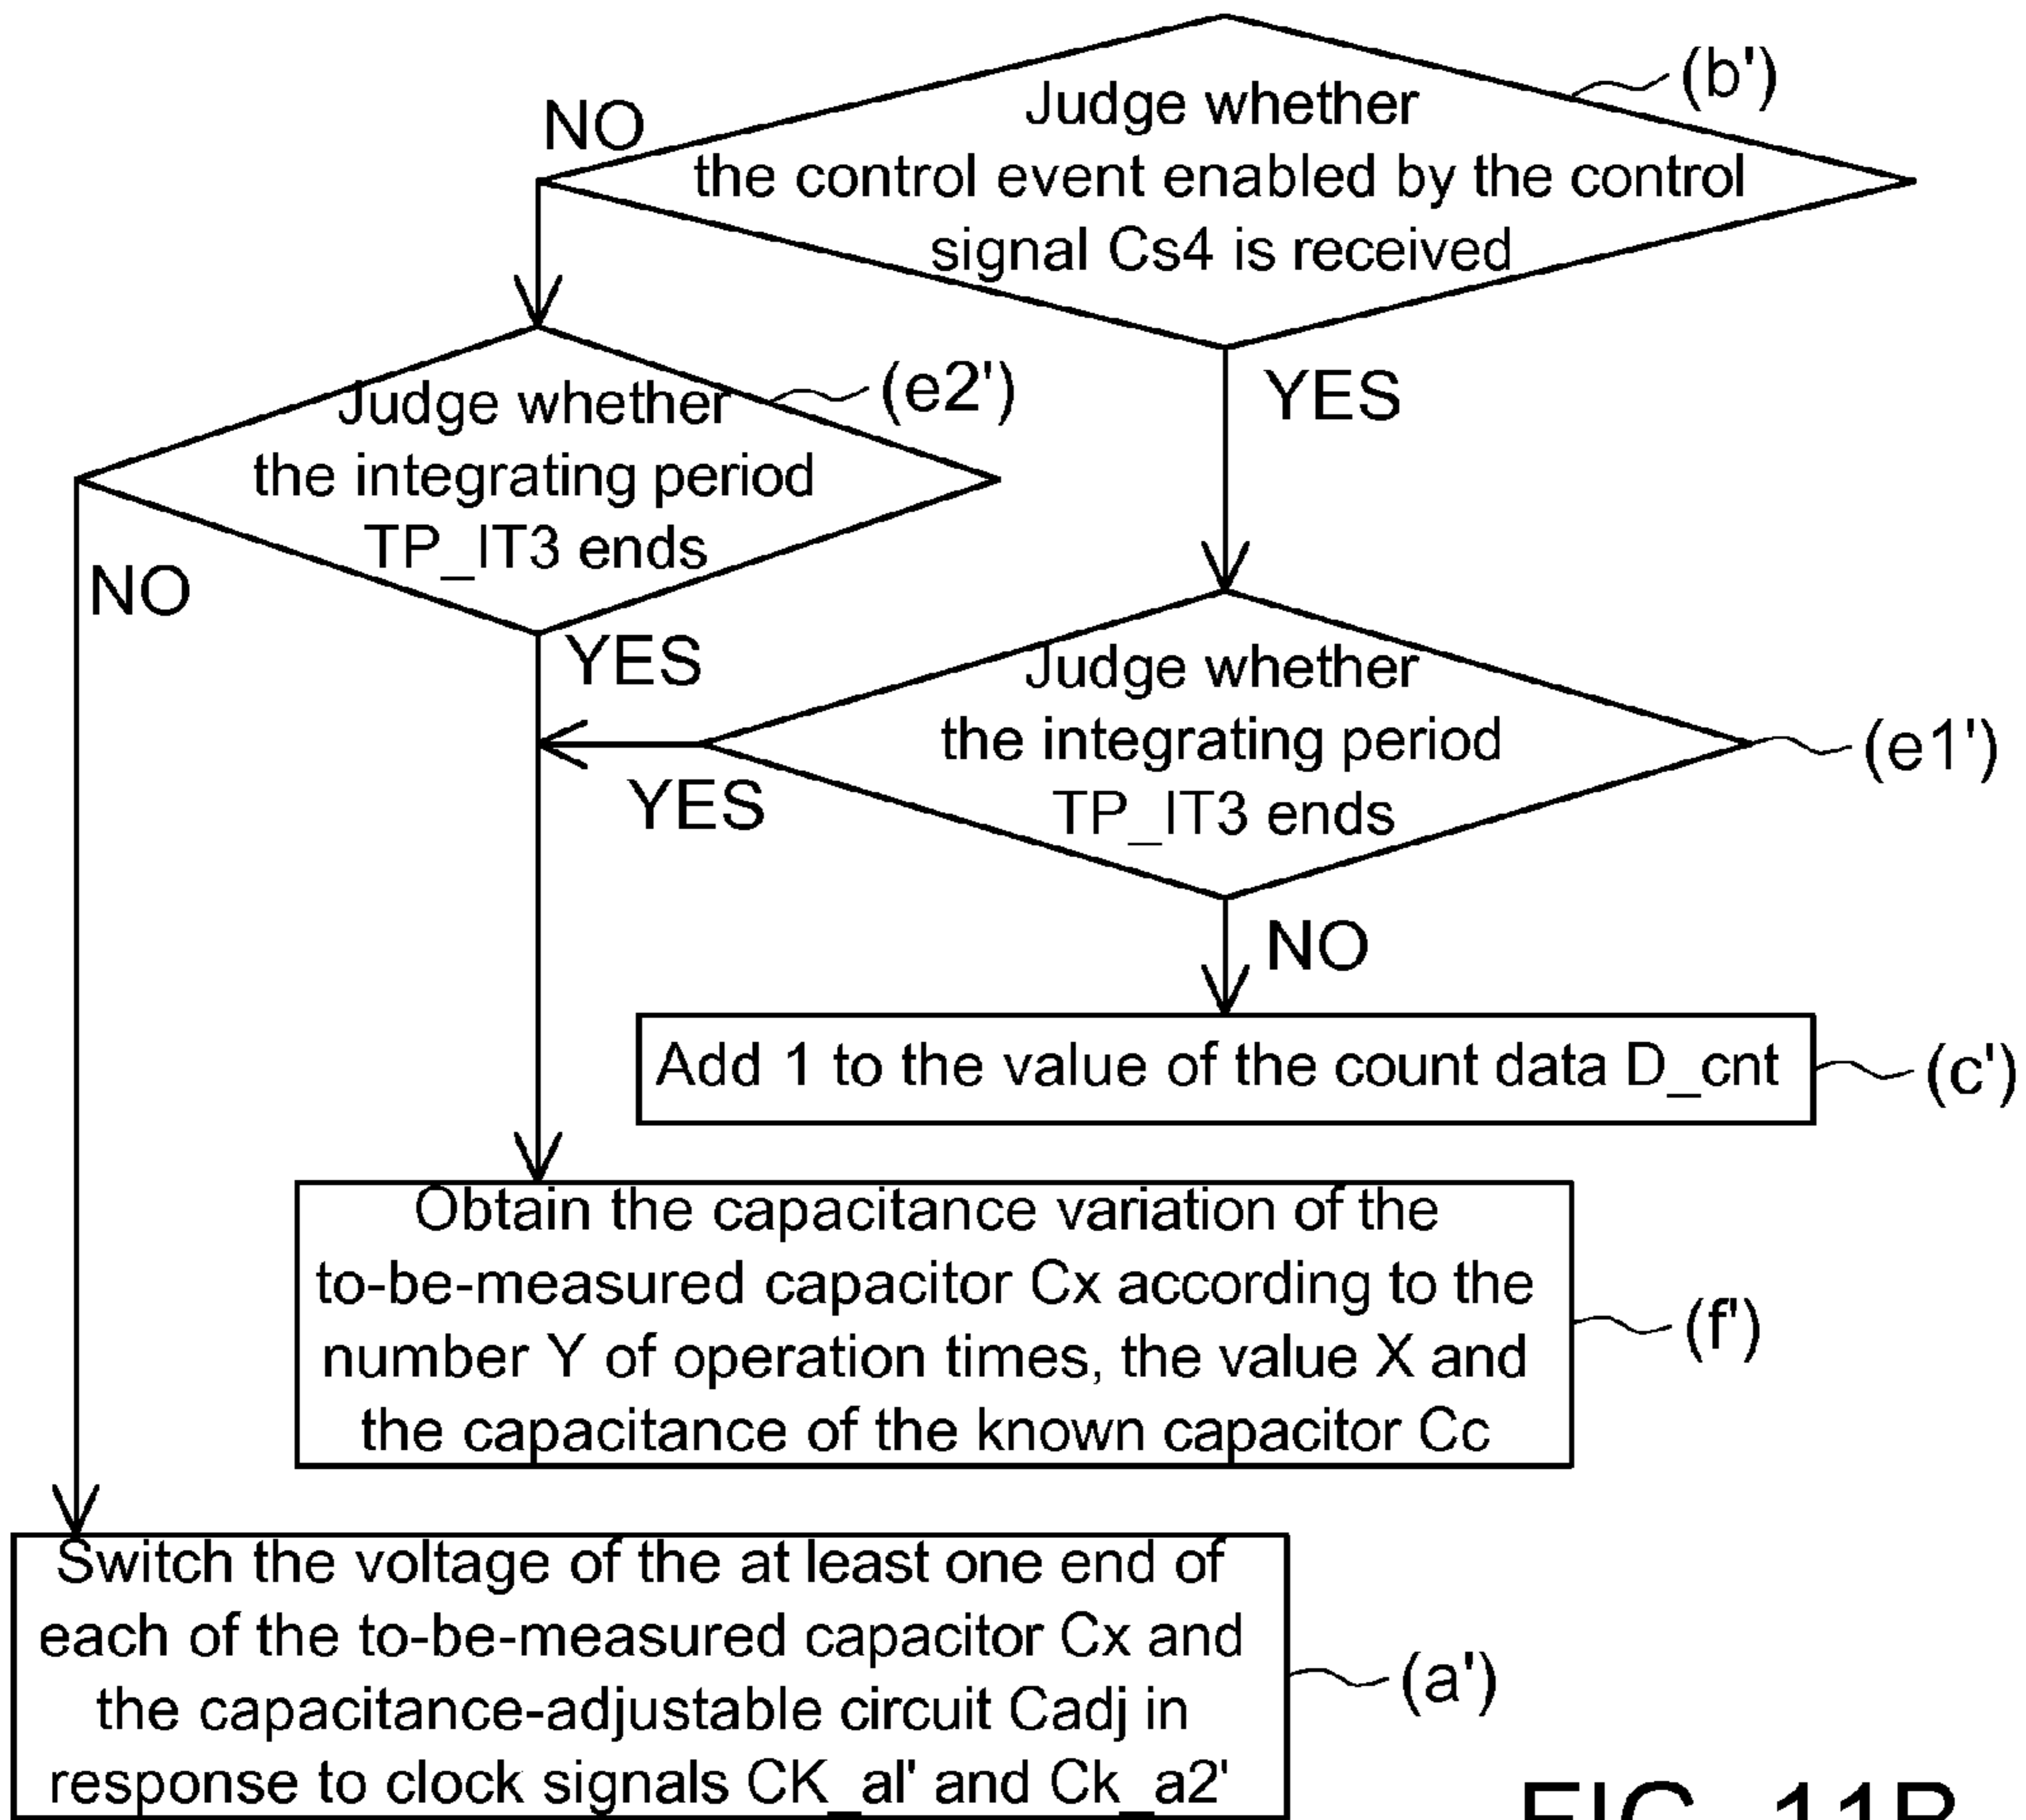 (b')
Judge whether
the control event enabled by the control
signal Cs4 is received
NO
YES
(e2')
Judge whether
the integrating period
TP_IT3 ends
NO
YES
Judge whether
the integrating period
TP_IT3 ends
(e1')
YES
NO
Add 1 to the value of the count data D_cnt
(c')
Obtain the capacitance variation of the
to-be-measured capacitor Cx according to the
number Y of operation times, the value X and
the capacitance of the known capacitor Cc
(f')
Switch the voltage of the at least one end of
each of the to-be-measured capacitor Cx and
the capacitance-adjustable circuit Cadj in
response to clock signals CK_al' and Ck_a2'
(a')
FIG. 11B